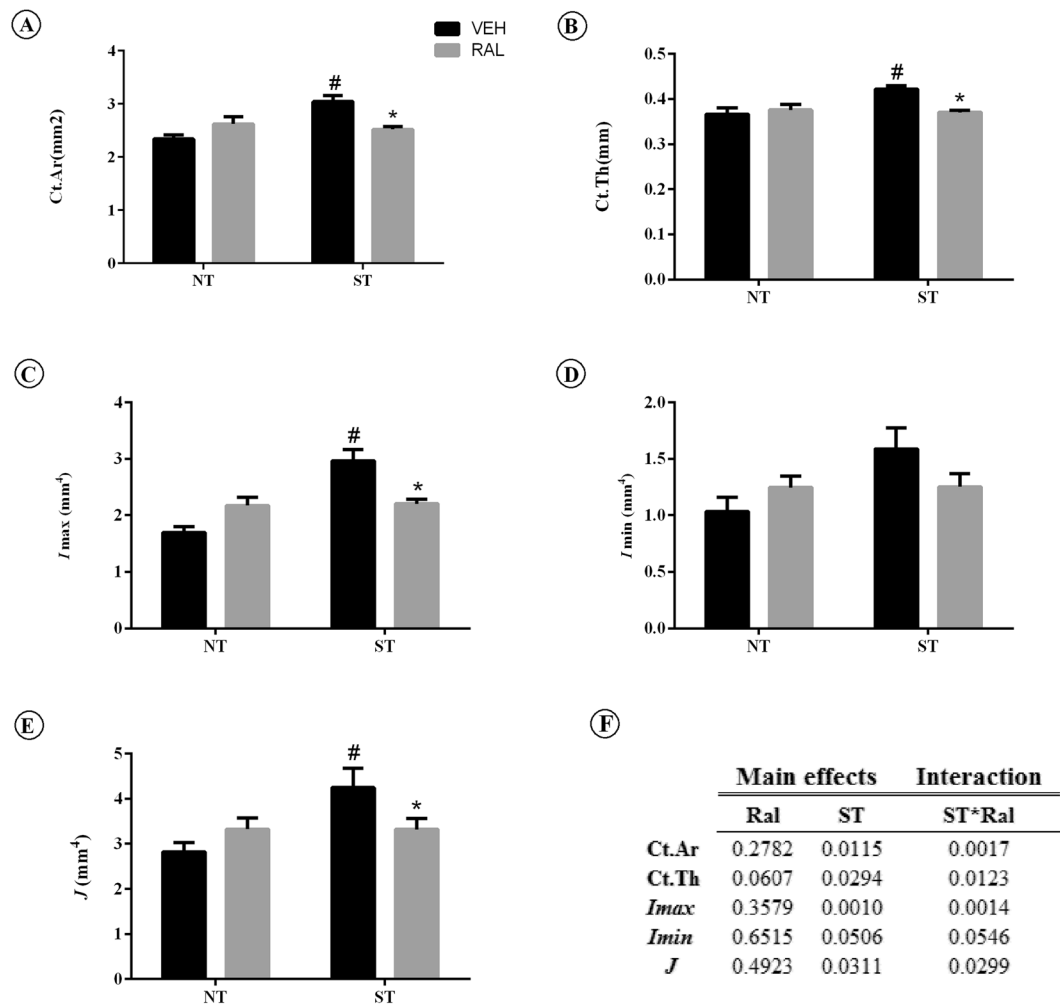 A
VEH
RAL
Ct.Ar(mm2)
4
3
2
1
0
#
*
NT
ST
B
Ct.Th(mm)
0.5
0.4
0.3
0.2
0.1
0.0
#
*
NT
ST
C
Imax (mm⁴)
4
3
2
1
0
#
*
NT
ST
D
Imin (mm⁴)
2.0
1.5
1.0
0.5
0.0
NT
ST
E
J (mm⁴)
5
4
3
2
1
0
#
*
NT
ST
F
Main effects Interaction
Ral ST ST*Ral
Ct.Ar 0.2782 0.0115 0.0017
Ct.Th 0.0607 0.0294 0.0123
Imax 0.3579 0.0010 0.0014
Imin 0.6515 0.0506 0.0546
J 0.4923 0.0311 0.0299